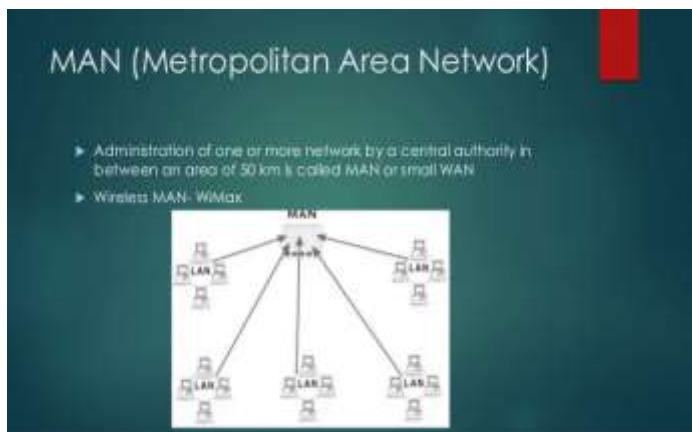 MAN (Metropolitan Area Network)
Administration of one or more network by a central authority in
between an area of 50 km is called MAN or small WAN
Wireless MAN- WiMax
MAN
LAN
LAN
LAN
LAN
LAN